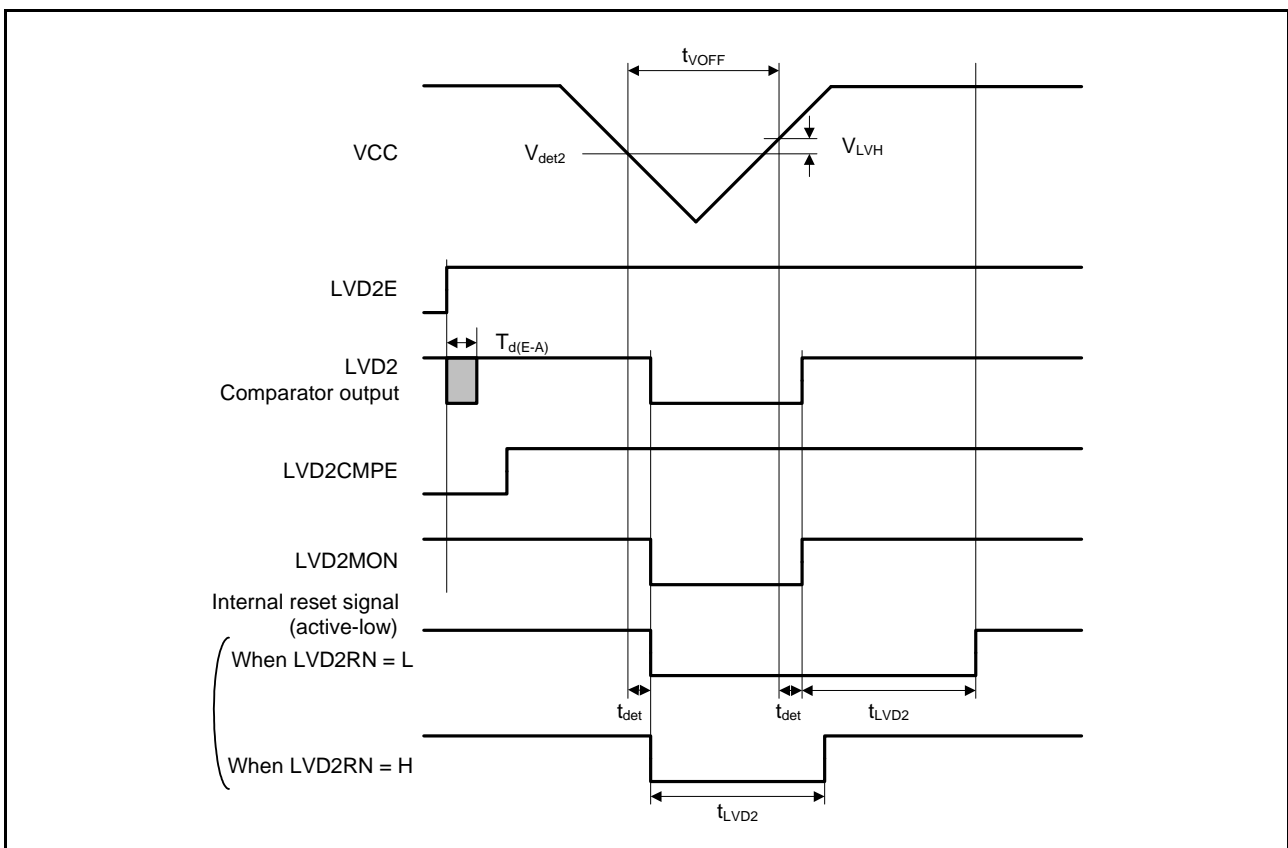 tVOFF
VCC
Vdet2
VLVH
LVD2E
Td(E-A)
LVD2
Comparator output
LVD2CMPE
LVD2MON
Internal reset signal
(active-low)
When LVD2RN = L
tdet
tdet
tLVD2
When LVD2RN = H
tLVD2